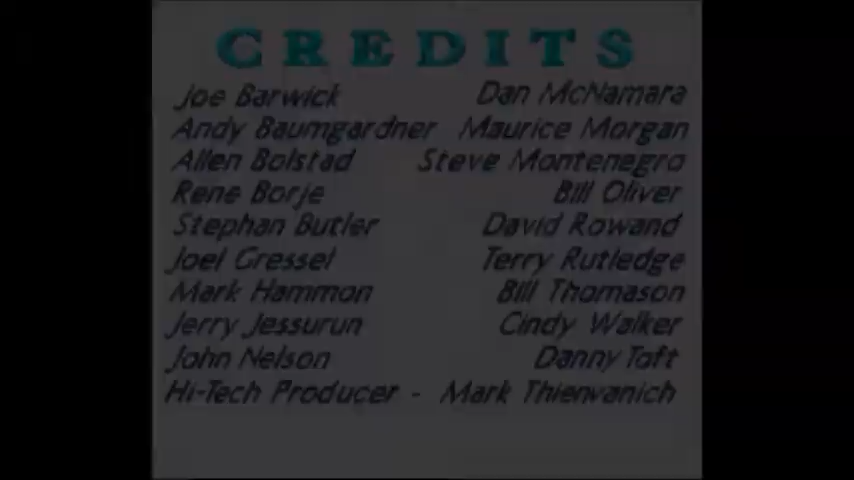 CREDITS
Joe Barwick Dan McNamara
Andy Baumgardner Maurice Morgan
Allen Bolstad Steve Montenegro
Rene Borje Bill Oliver
Stephan Butler David Rowand
Joel Gressel Terry Rutledge
Mark Hammon Bill Thomason
Jerry Jessurun Cindy Walker
John Nelson Danny Toft
Hi-Tech Producer - Mark Thienvanich